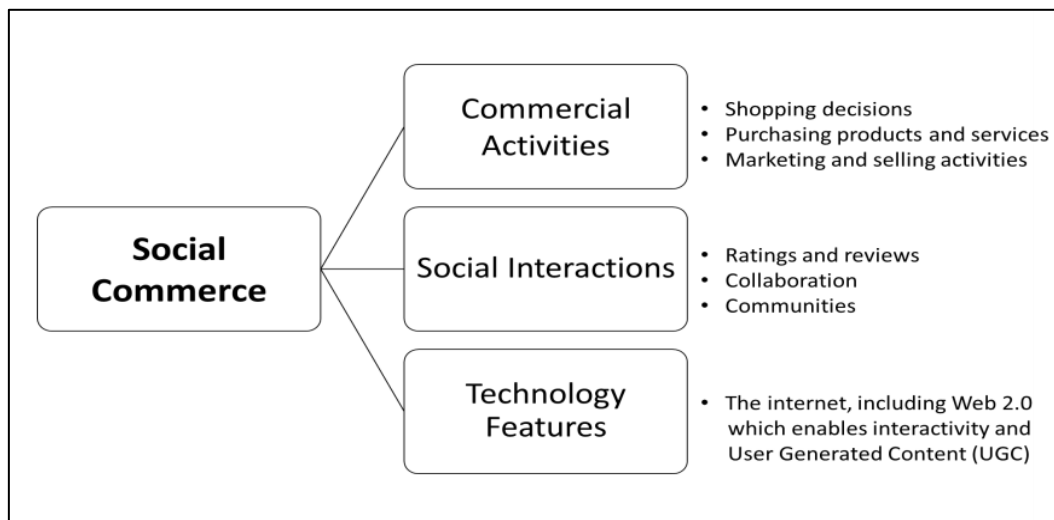 Social
Commerce
Commercial
Activities
• Shopping decisions
• Purchasing products and services
• Marketing and selling activities
Social Interactions
• Ratings and reviews
• Collaboration
• Communities
Technology
Features
• The internet, including Web 2.0
which enables interactivity and
User Generated Content (UGC)